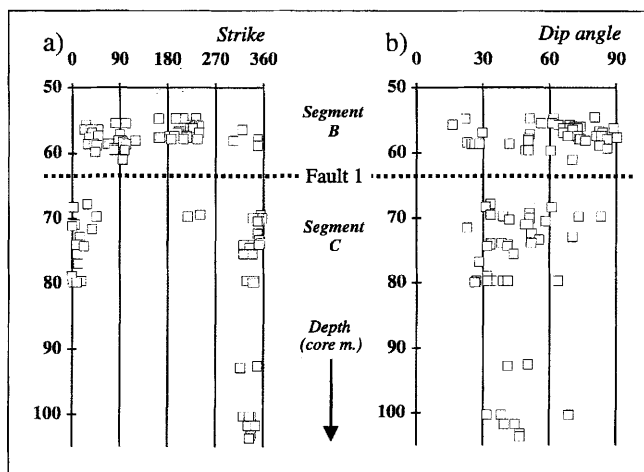 a) Strike
0 90 180 270 360
b) Dip angle
0 30 60 90
50
60
70
80
90
100
Segment B
Fault 1
Segment C
Depth (core m.)
50
60
70
80
90
100